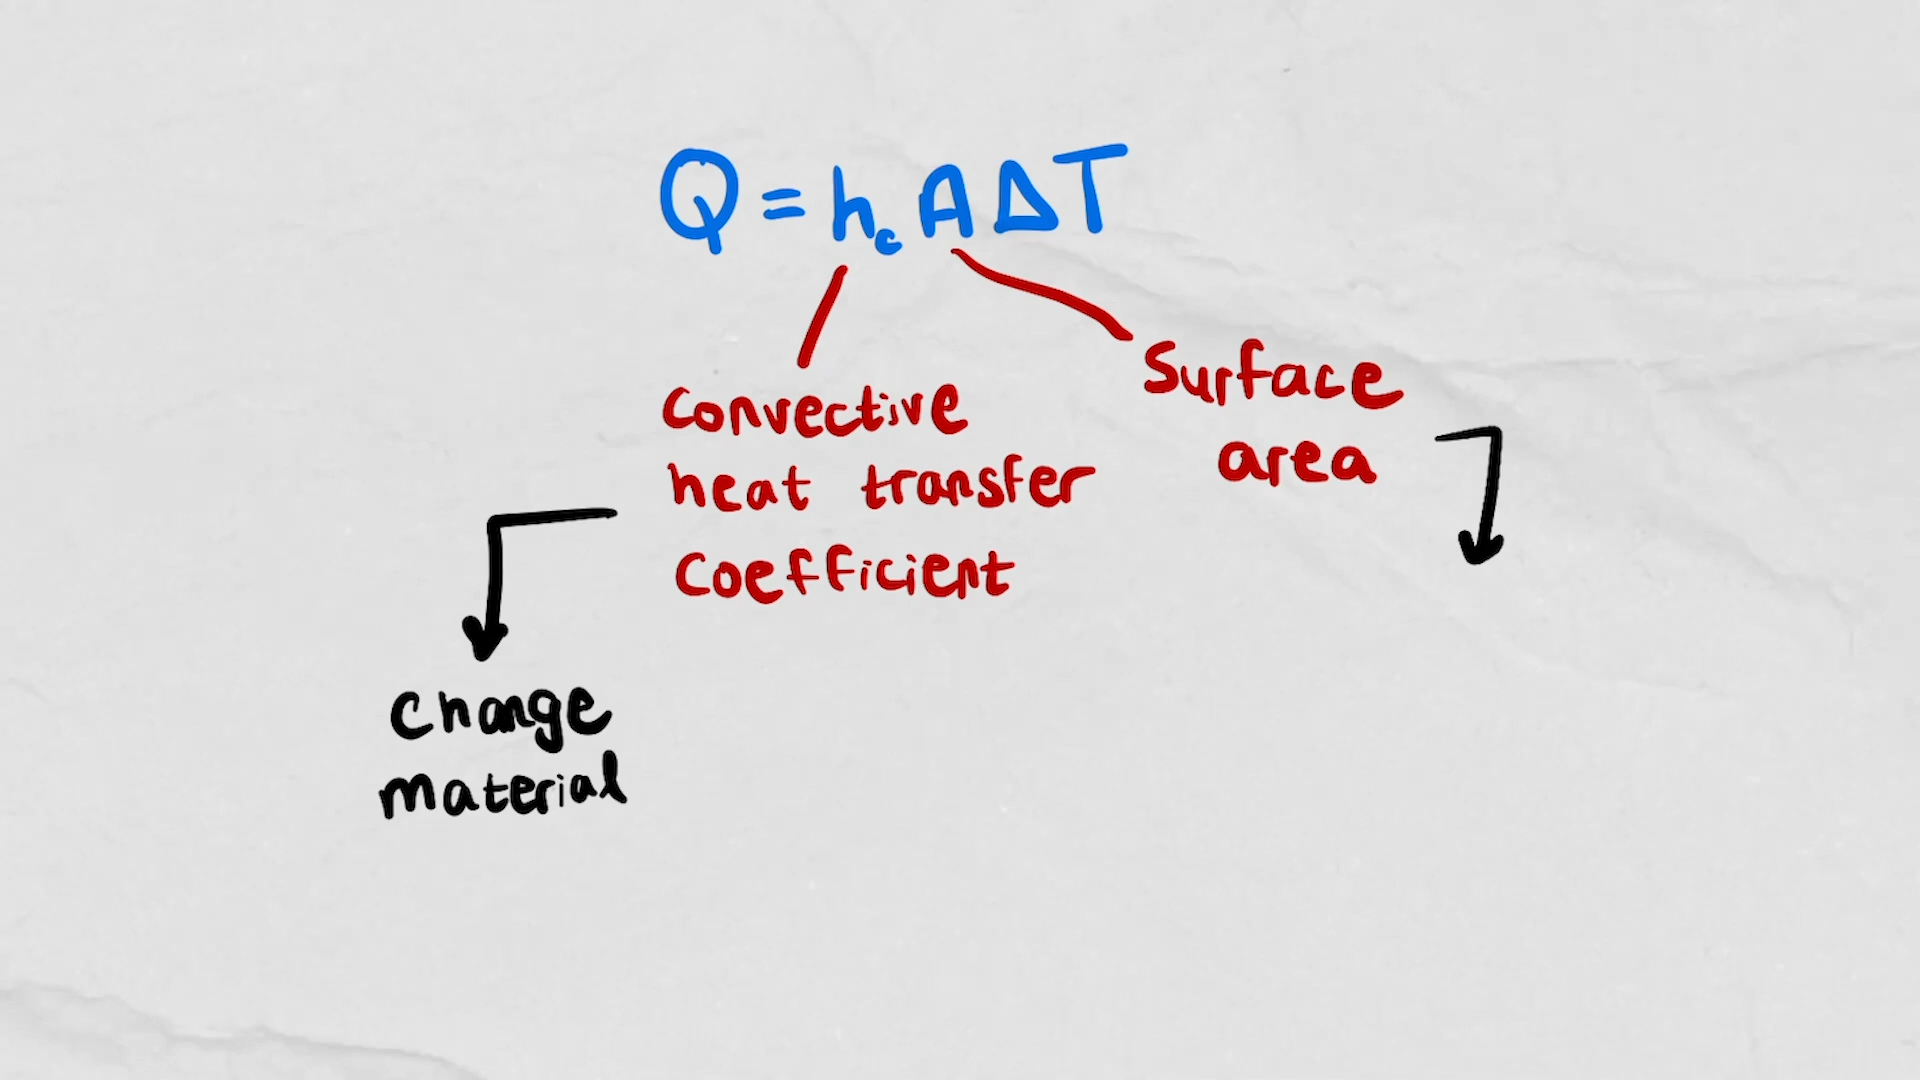 Q = hc A ΔT
Convective
heat transfer
Coefficient
Surface
area
Change
material